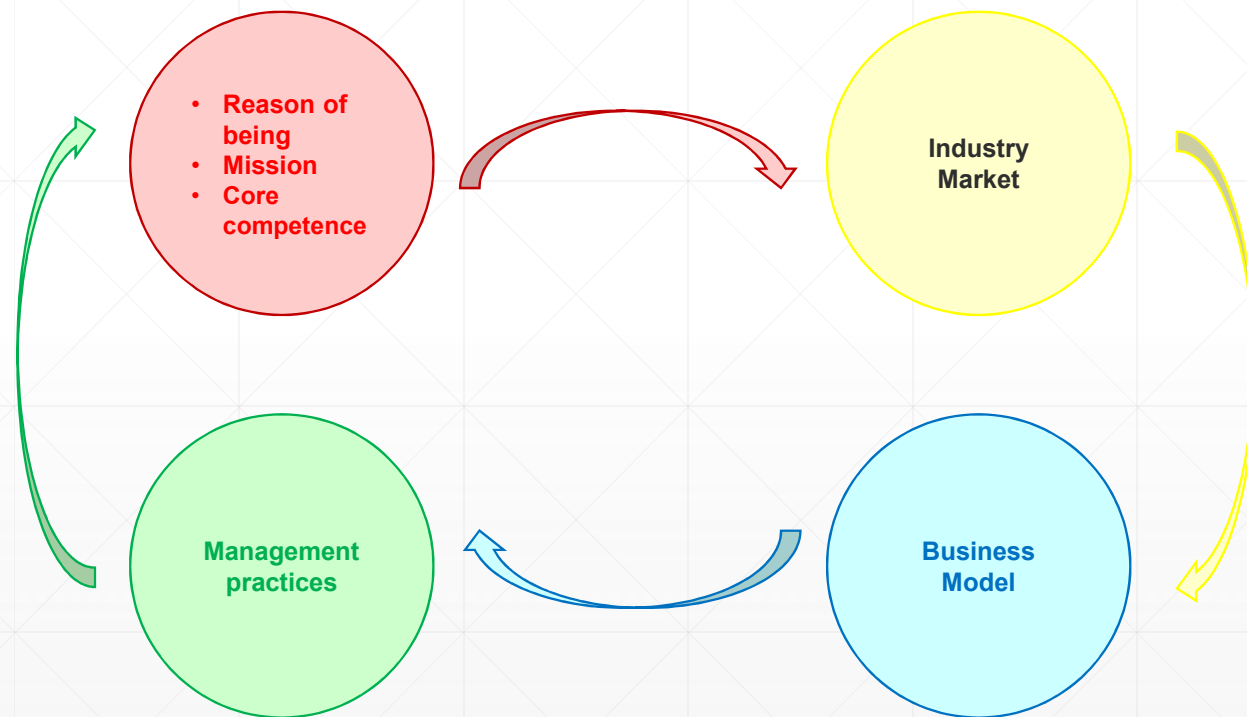 • Reason of
being
• Mission
• Core
competence
Industry
Market
Management
practices
Business
Model